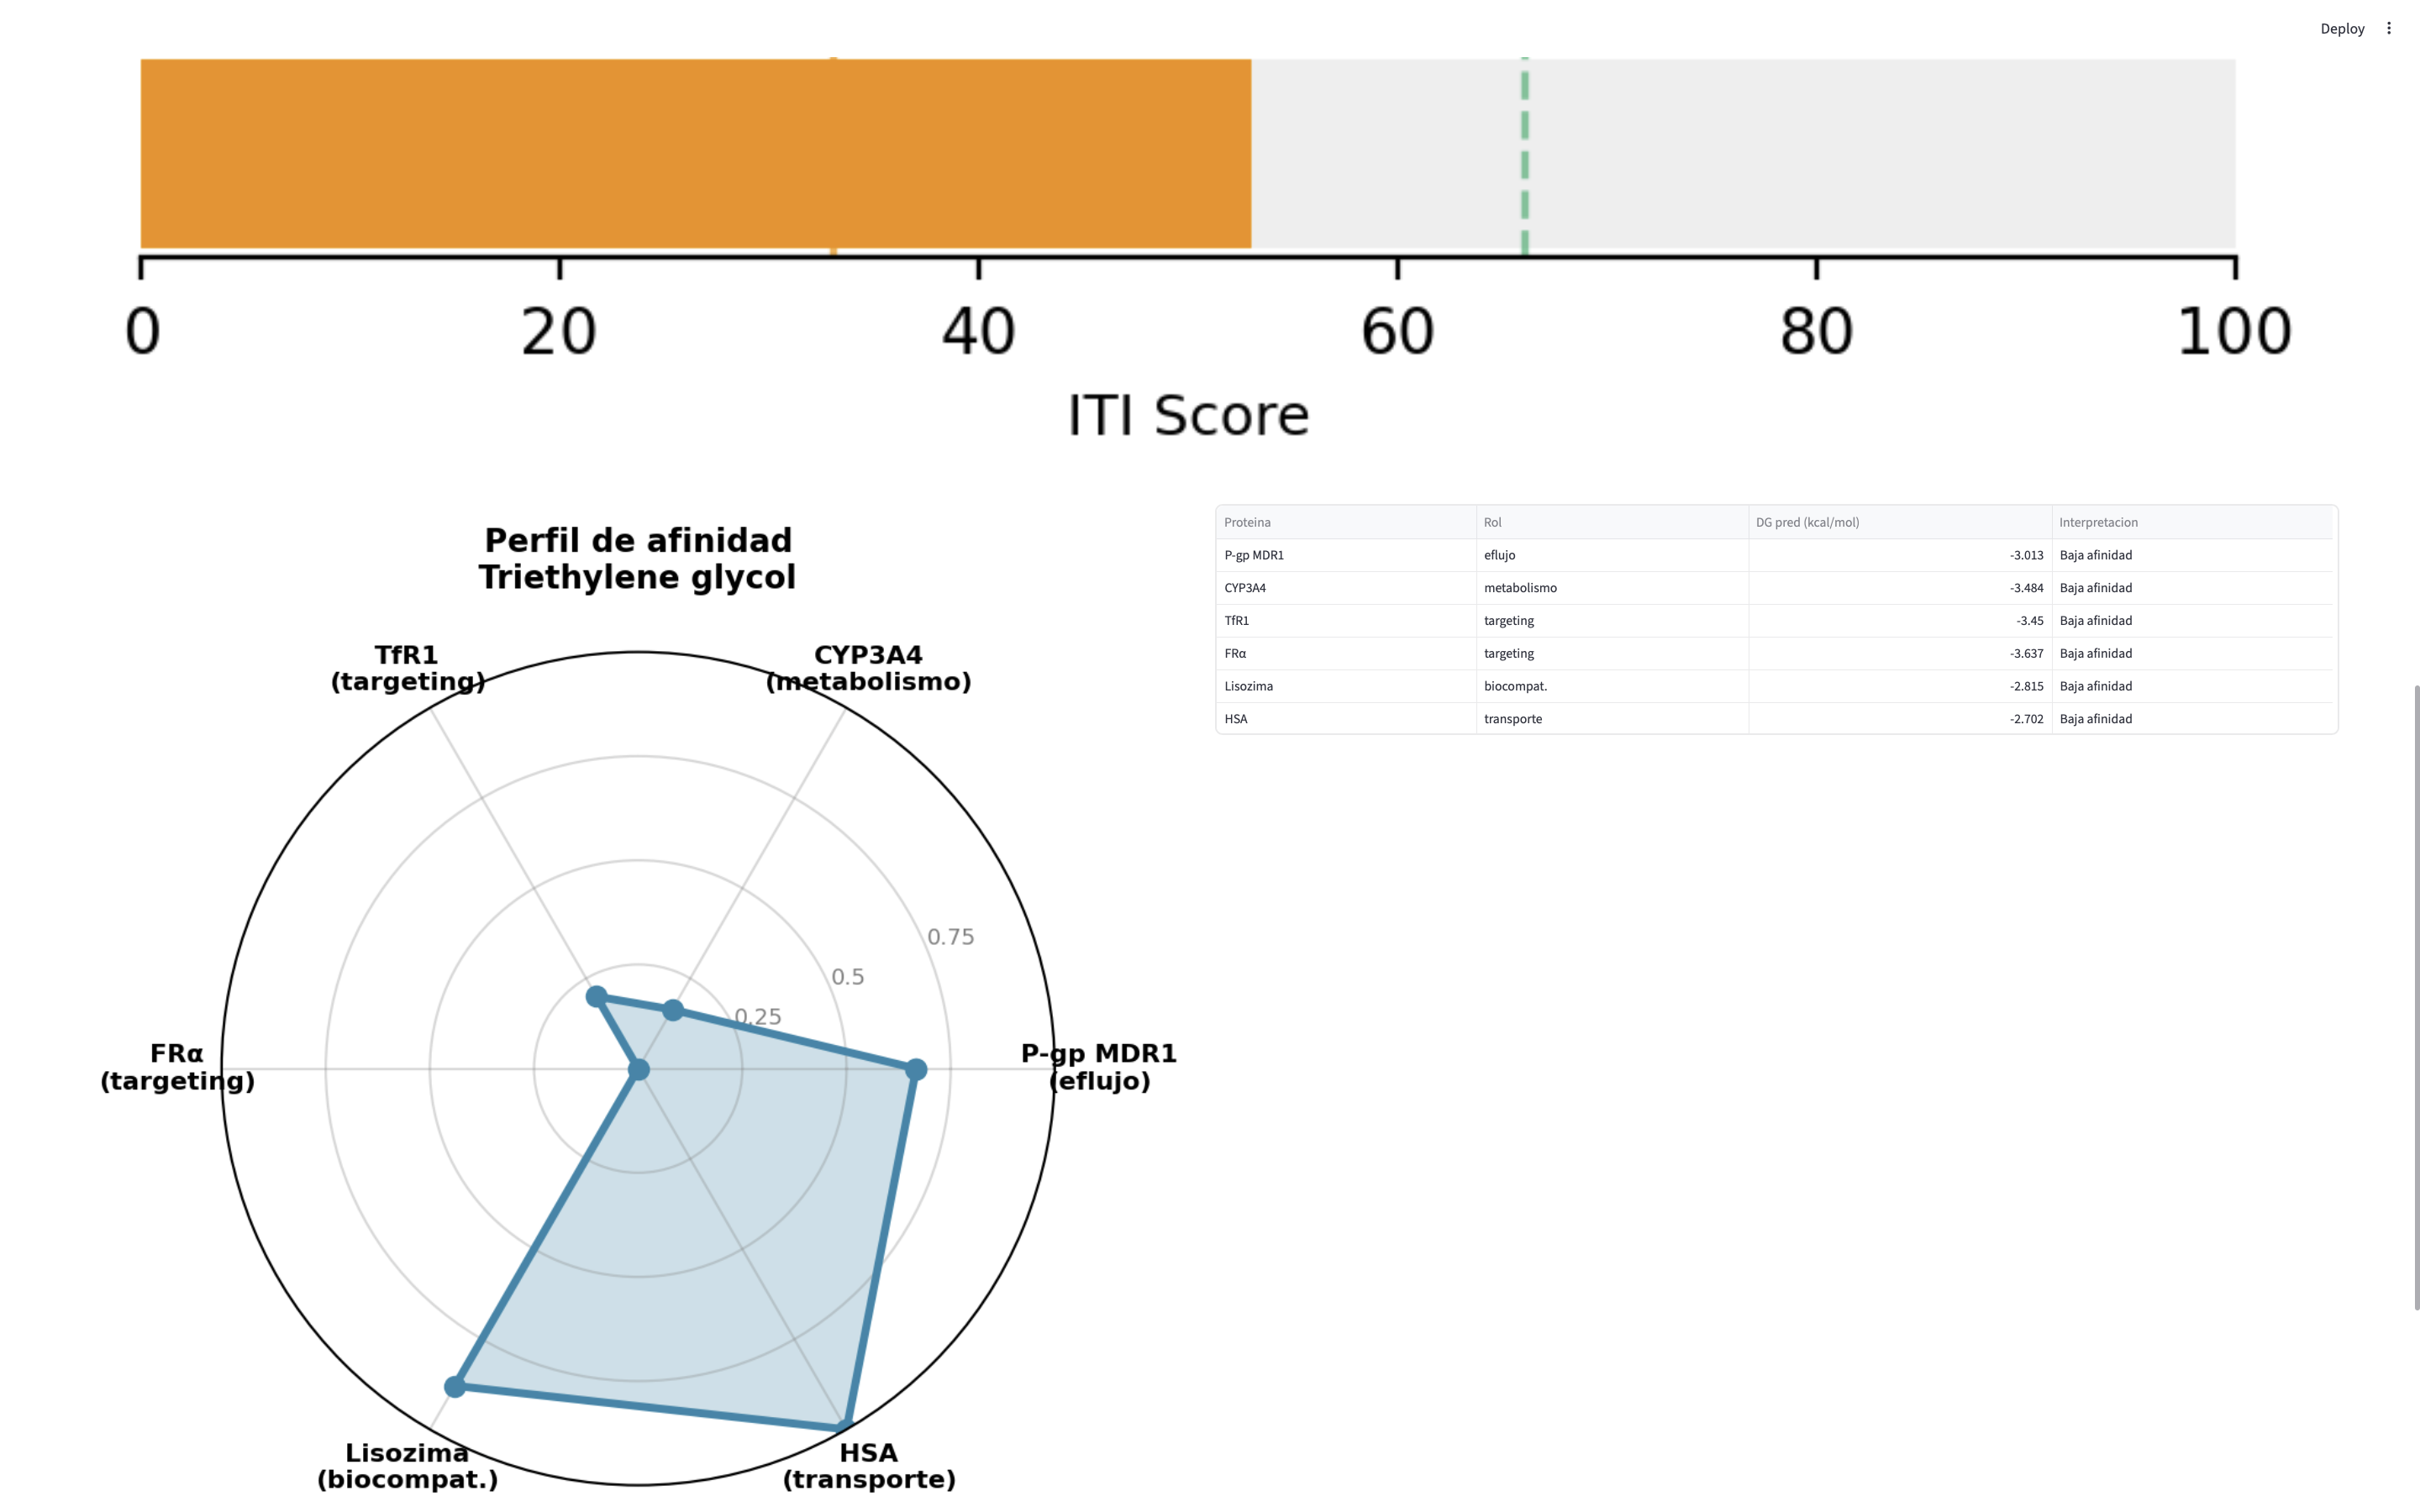 Deploy
0 20 40 60 80 100
ITI Score
Perfil de afinidad
Triethylene glycol
TfR1
(targeting)
CYP3A4
(metabolismo)
0.75
0.5
0.25
FRα
(targeting)
P-gp MDR1
(eflujo)
Lisozima
(biocompat.)
HSA
(transporte)
Proteina Rol DG pred (kcal/mol) Interpretacion
P-gp MDR1 eflujo -3.013 Baja afinidad
CYP3A4 metabolismo -3.484 Baja afinidad
TfR1 targeting -3.45 Baja afinidad
FRα targeting -3.637 Baja afinidad
Lisozima biocompat. -2.815 Baja afinidad
HSA transporte -2.702 Baja afinidad